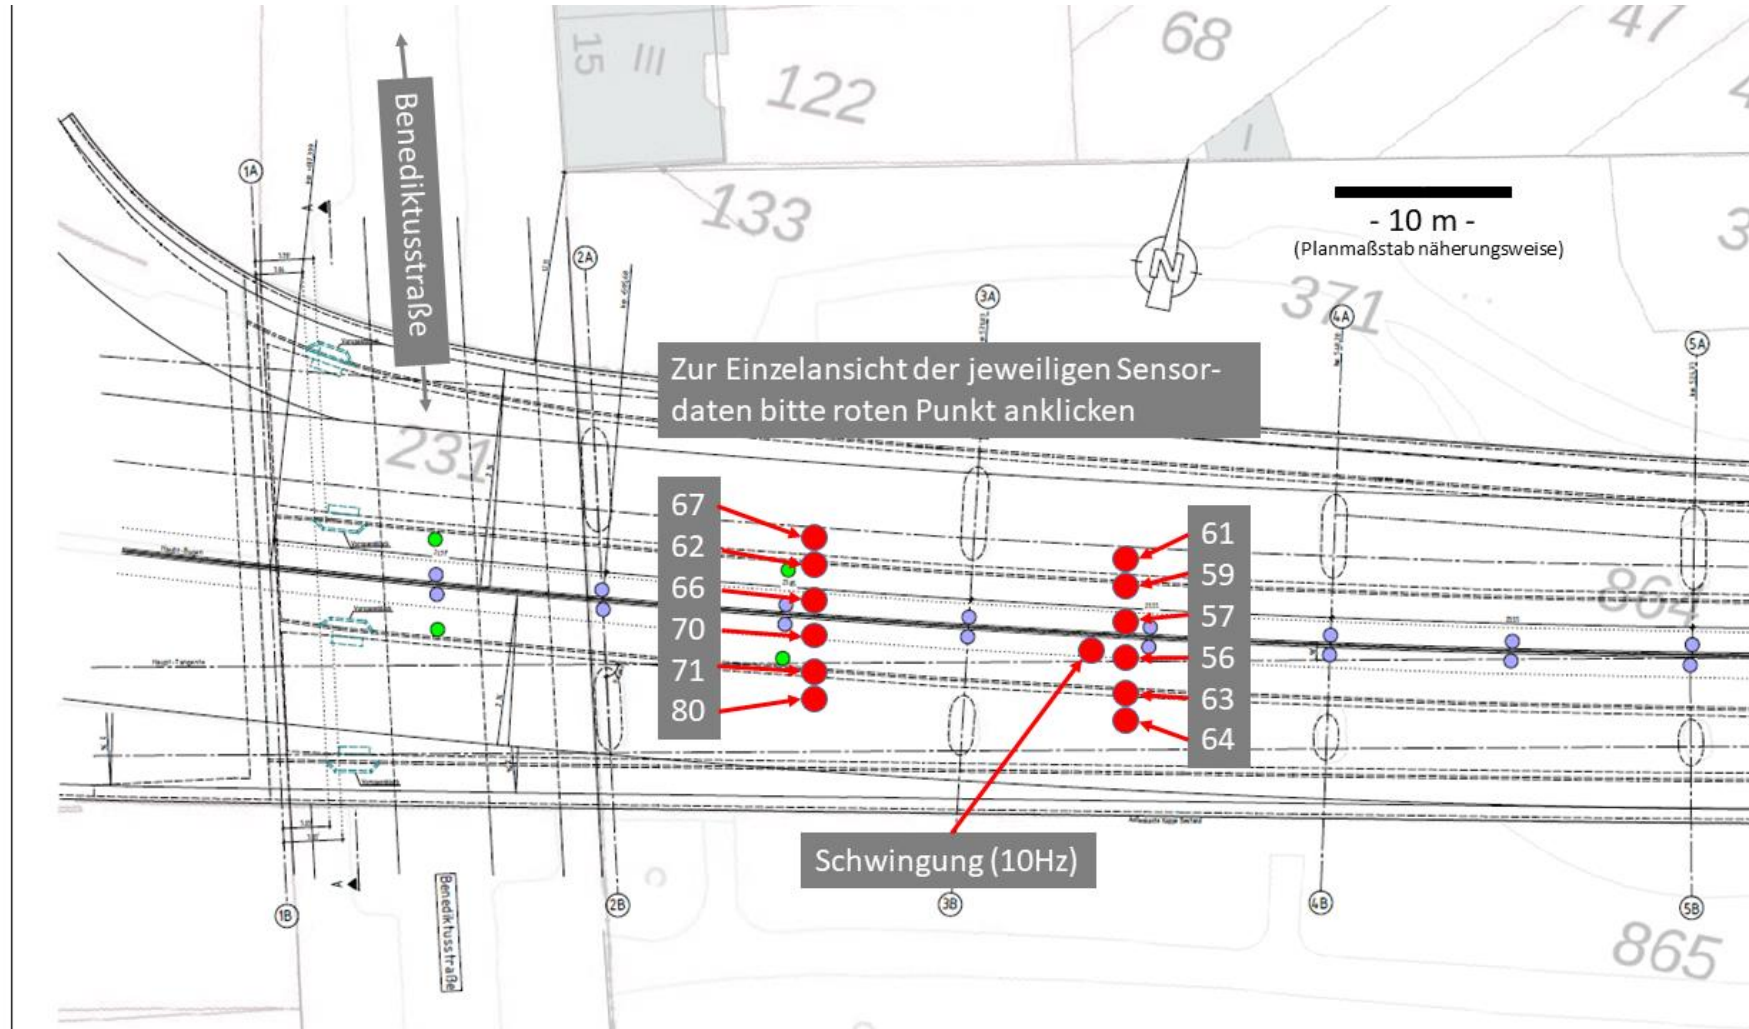 68
47
15
III
122
I
Benediktusstraße
1A
A
133
- 10 m -
(Planmaßstab näherungsweise)
N
2A
3A
371
4A
5A
Zur Einzelansicht der jeweiligen Sensor-
daten bitte roten Punkt anklicken
231
67
62
66
70
71
80
61
59
57
56
63
64
864
Haupt-Tangente
Schwingung (10Hz)
A
Benediktusstraße
1B
2B
3B
4B
5B
865